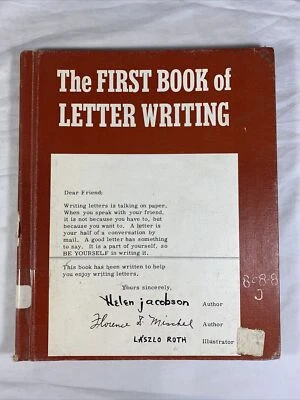 The FIRST BOOK of
LETTER WRITING
Dear Friend:
Writing letters is talking on paper.
When you speak with your friend,
it is not because you have to, but
because you want to. A letter is
your half of a conversation by
mail. A good letter has something
to say. It is a part of yourself, so
BE YOURSELF in writing it.
This book has been written to help
you enjoy writing letters.
Yours sincerely,
Helen Jacobson Author
Florence D. Mischel Author
LASZLO ROTH Illustrator
J